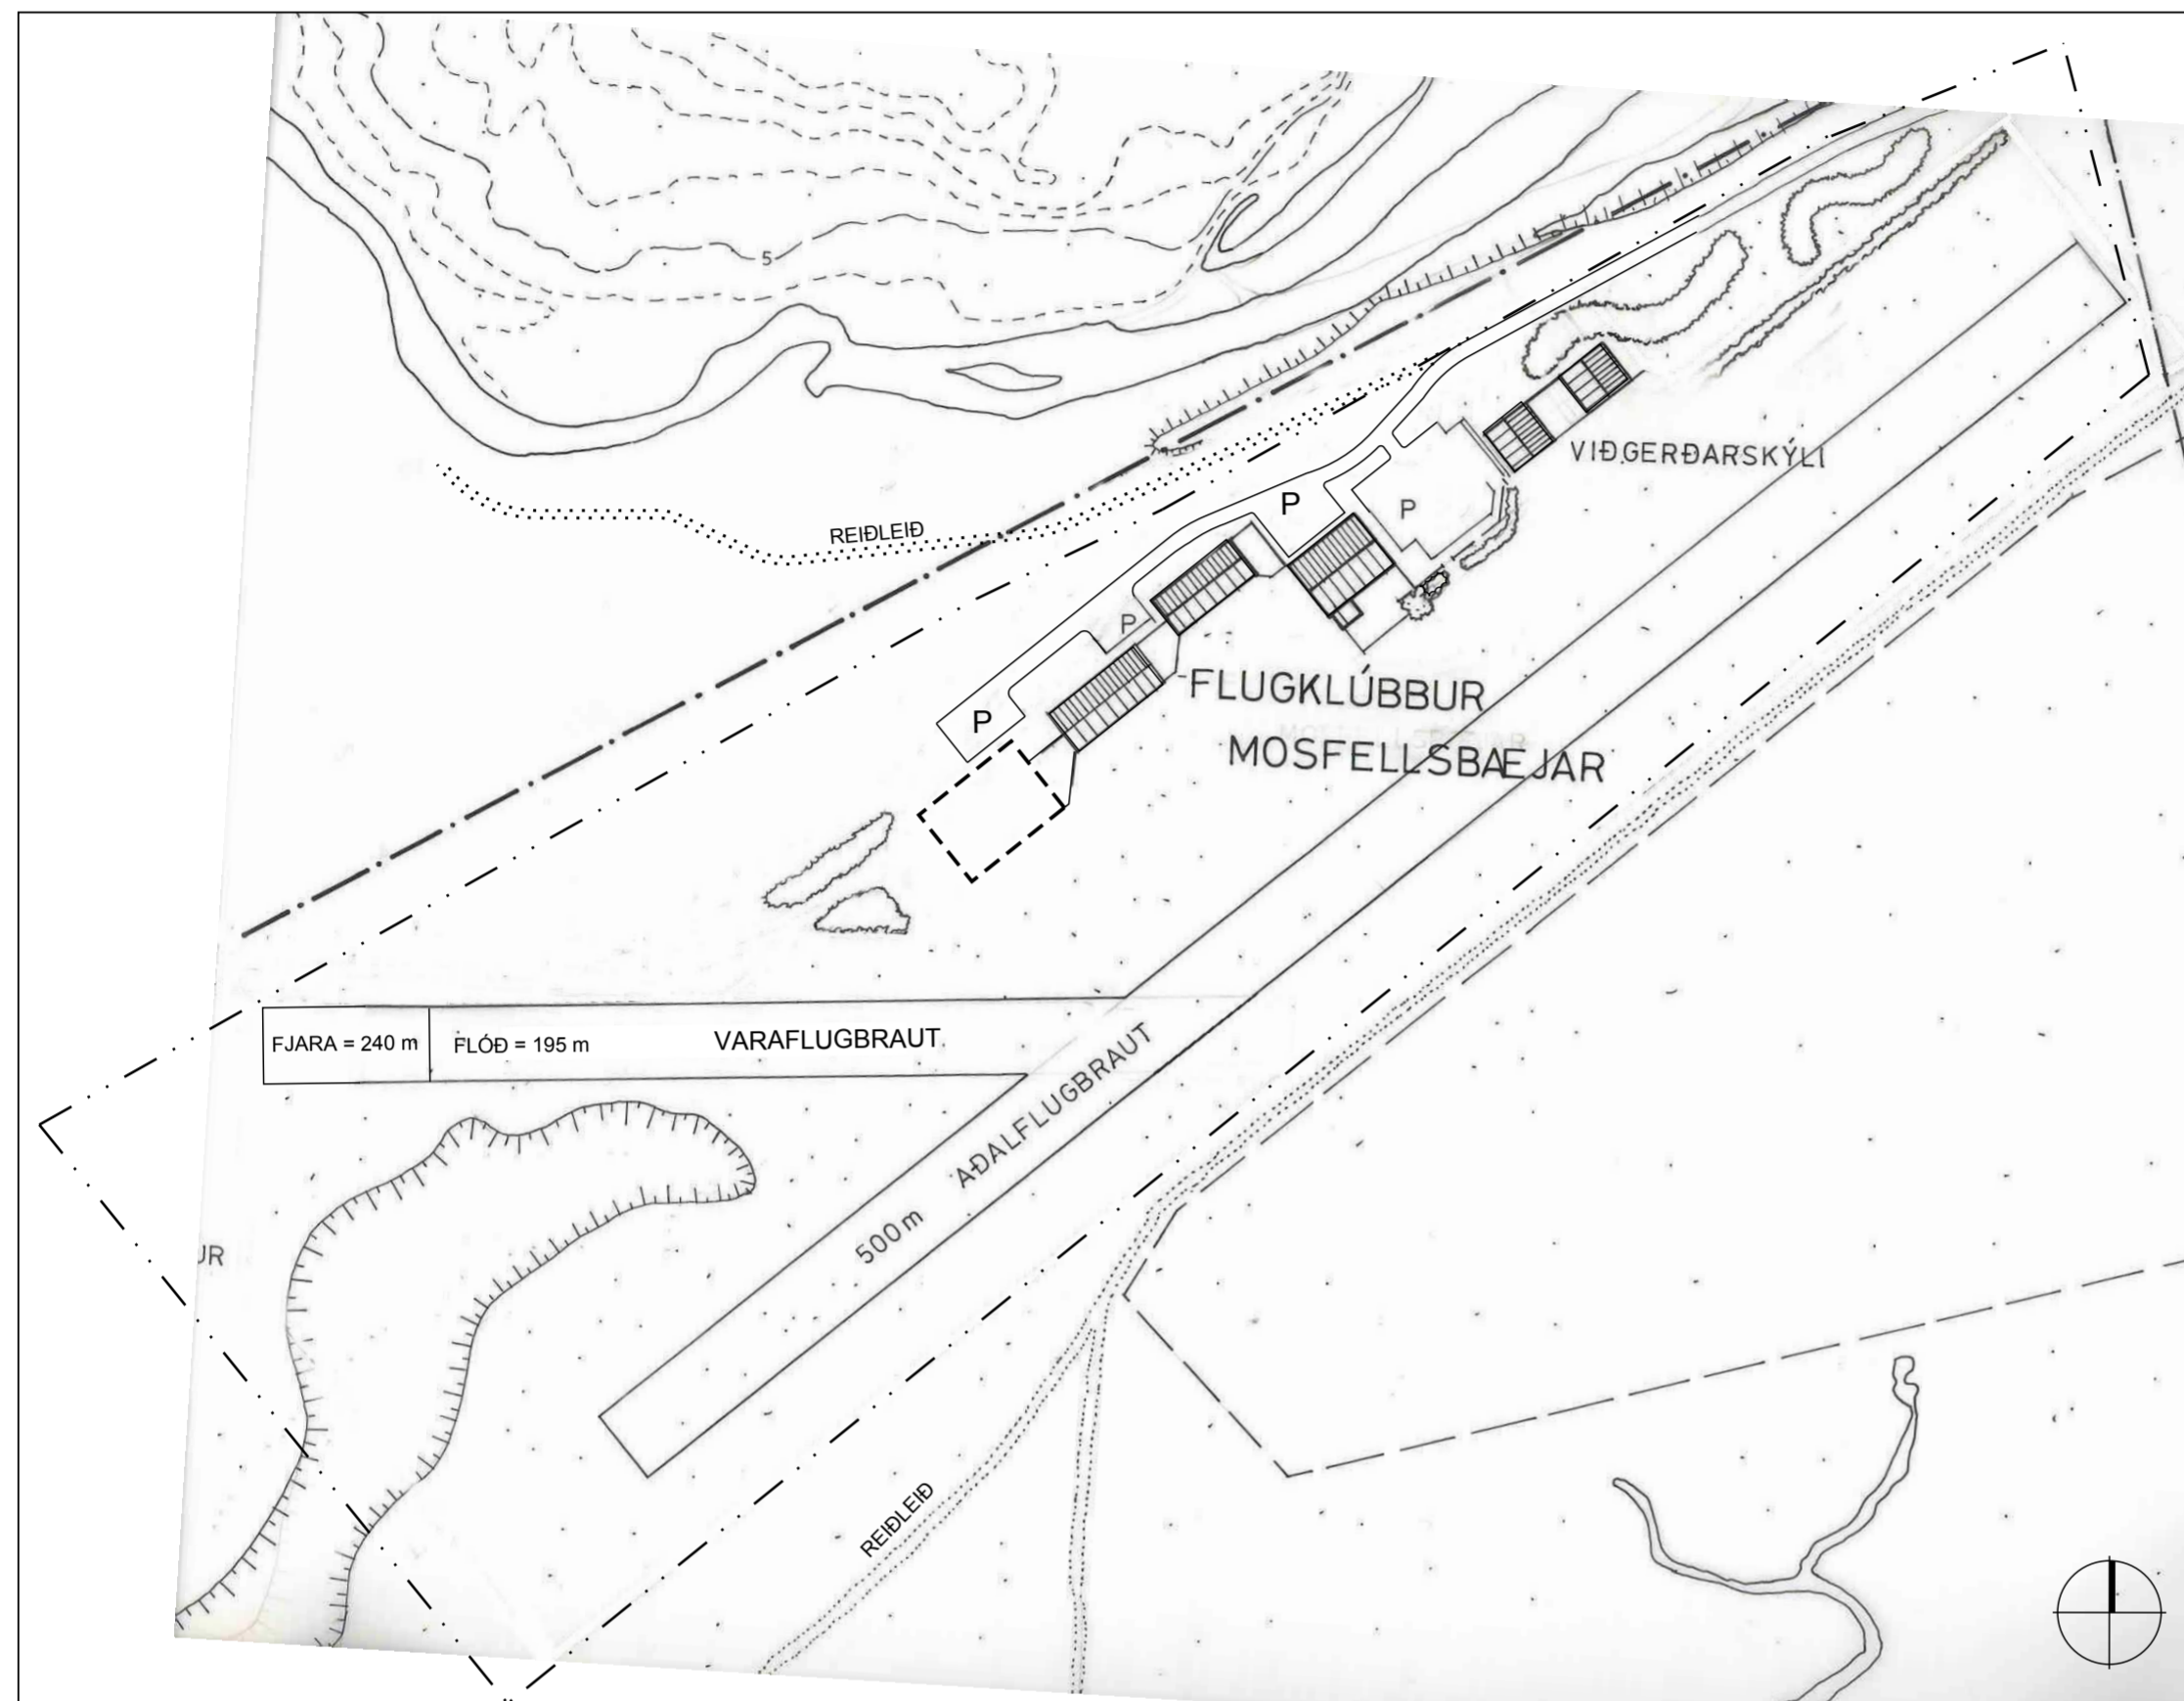 5
REIÐLEIÐ
P
P
VIÐGERÐARSKÝLI
P
P
FLUGKLÚBBUR
MOSFELLSBÆJAR
FJARA = 240 m
FLÓÐ = 195 m
VARAFLUGBRAUT
AÐALFLUGBRAUT
500 m
UR
REIÐLEIÐ